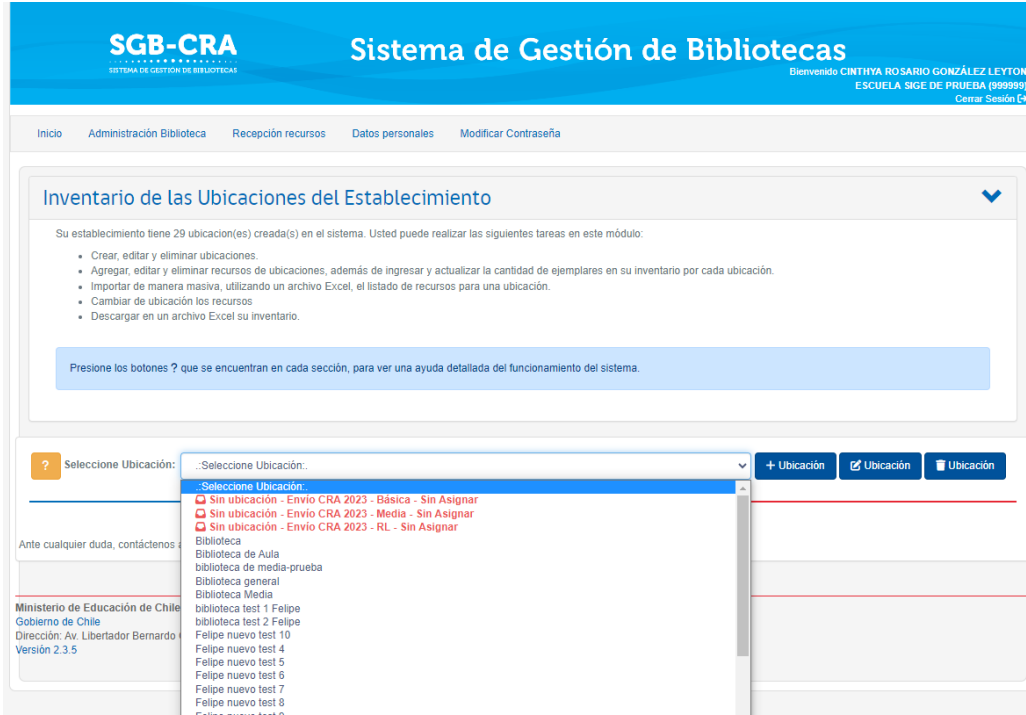 SGB-CRA
SISTEMA DE GESTIÓN DE BIBLIOTECAS
Sistema de Gestión de Bibliotecas
Bienvenido CINTHYA ROSARIO GONZÁLEZ LEYTON
ESCUELA SIGE DE PRUEBA (999999)
Cerrar Sesión
Inicio Administración Biblioteca Recepción recursos Datos personales Modificar Contraseña
Inventario de las Ubicaciones del Establecimiento
Su establecimiento tiene 29 ubicacion(es) creada(s) en el sistema. Usted puede realizar las siguientes tareas en este módulo:
• Crear, editar y eliminar ubicaciones.
• Agregar, editar y eliminar recursos de ubicaciones, además de ingresar y actualizar la cantidad de ejemplares en su inventario por cada ubicación.
• Importar de manera masiva, utilizando un archivo Excel, el listado de recursos para una ubicación.
• Cambiar de ubicación los recursos
• Descargar en un archivo Excel su inventario.
Presione los botones ? que se encuentran en cada sección, para ver una ayuda detallada del funcionamiento del sistema.
? Seleccione Ubicación: .:Seleccione Ubicación:. + Ubicación Ubicación Ubicación
.:Seleccione Ubicación:.
Sin ubicación - Envío CRA 2023 - Básica - Sin Asignar
Sin ubicación - Envío CRA 2023 - Media - Sin Asignar
Sin ubicación - Envío CRA 2023 - RL - Sin Asignar
Biblioteca
Biblioteca de Aula
biblioteca de media-prueba
Biblioteca general
Biblioteca Media
biblioteca test 1 Felipe
biblioteca test 2 Felipe
Felipe nuevo test 10
Felipe nuevo test 4
Felipe nuevo test 5
Felipe nuevo test 6
Felipe nuevo test 7
Felipe nuevo test 8
Felipe nuevo test 9
Ante cualquier duda, contáctenos
Ministerio de Educación de Chile
Gobierno de Chile
Dirección: Av. Libertador Bernardo
Versión 2.3.5